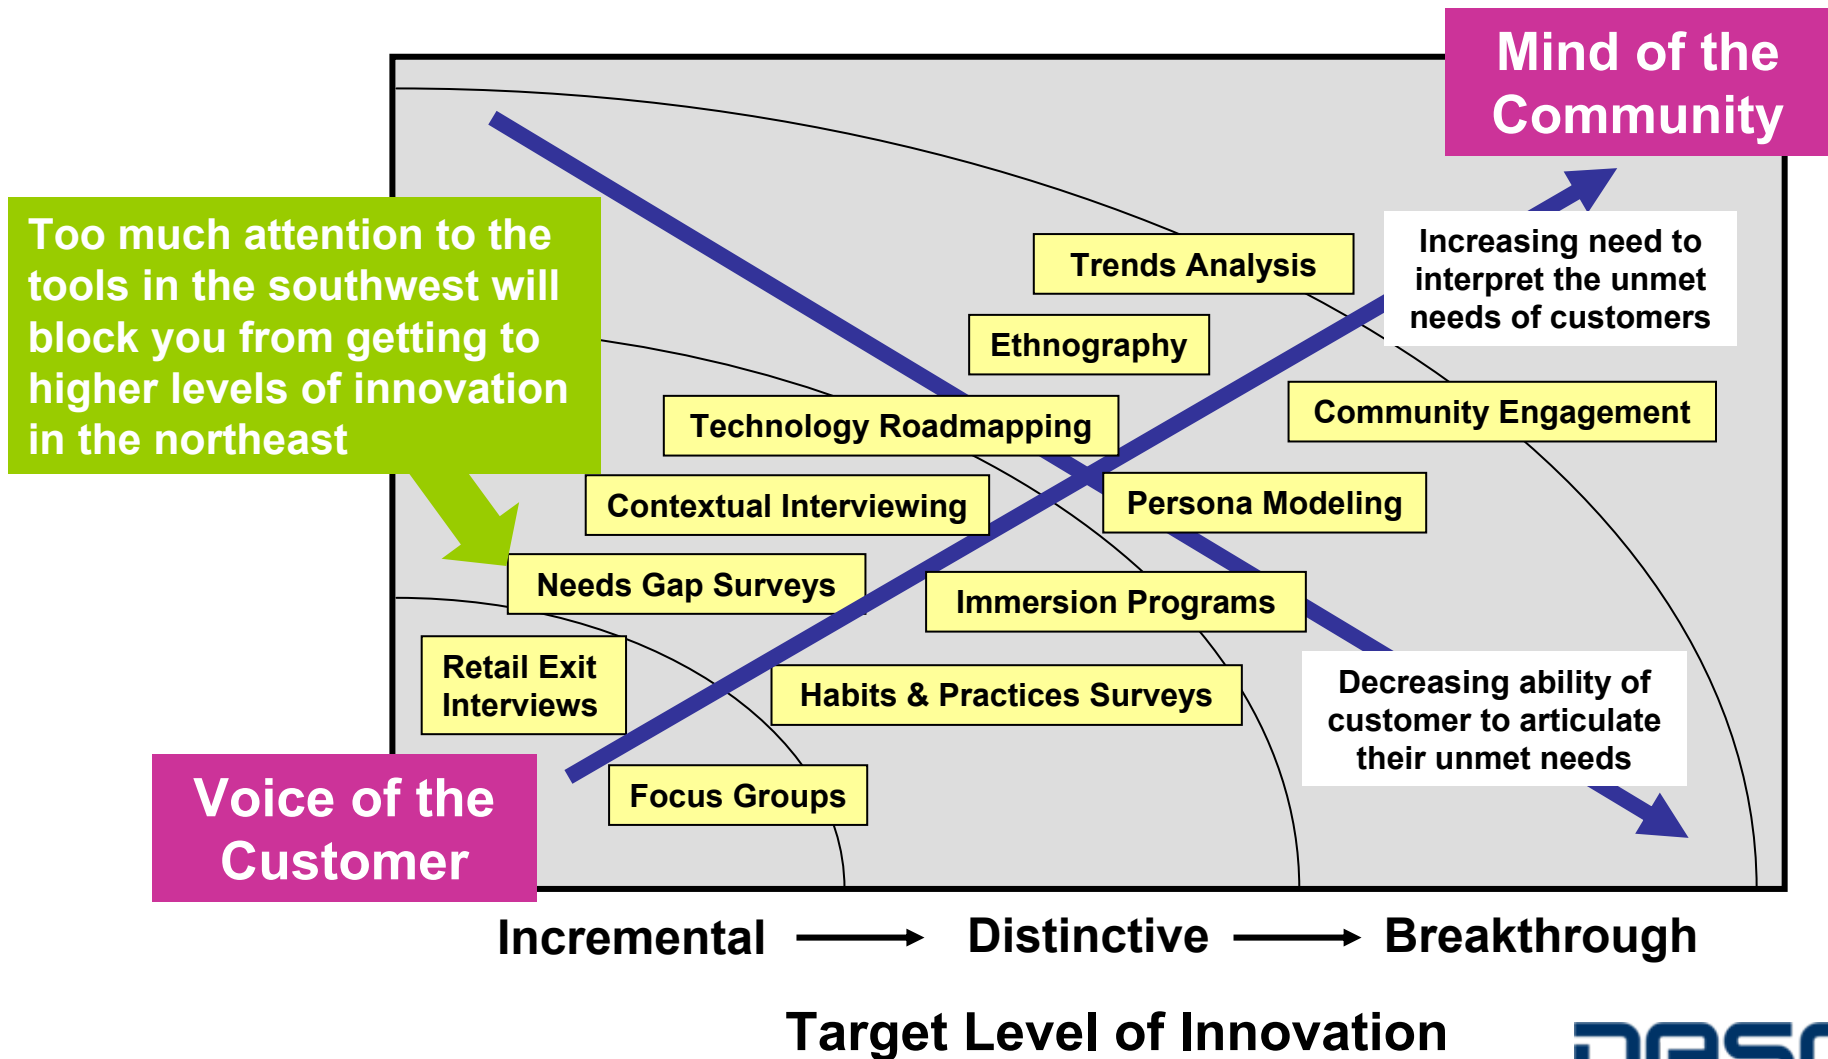 Mind of the
Community
Too much attention to the
tools in the southwest will
block you from getting to
higher levels of innovation
in the northeast
Increasing need to
interpret the unmet
needs of customers
Trends Analysis
Ethnography
Community Engagement
Technology Roadmapping
Contextual Interviewing
Persona Modeling
Needs Gap Surveys
Immersion Programs
Retail Exit
Interviews
Habits & Practices Surveys
Decreasing ability of
customer to articulate
their unmet needs
Focus Groups
Voice of the
Customer
Incremental
Distinctive
Breakthrough
Target Level of Innovation